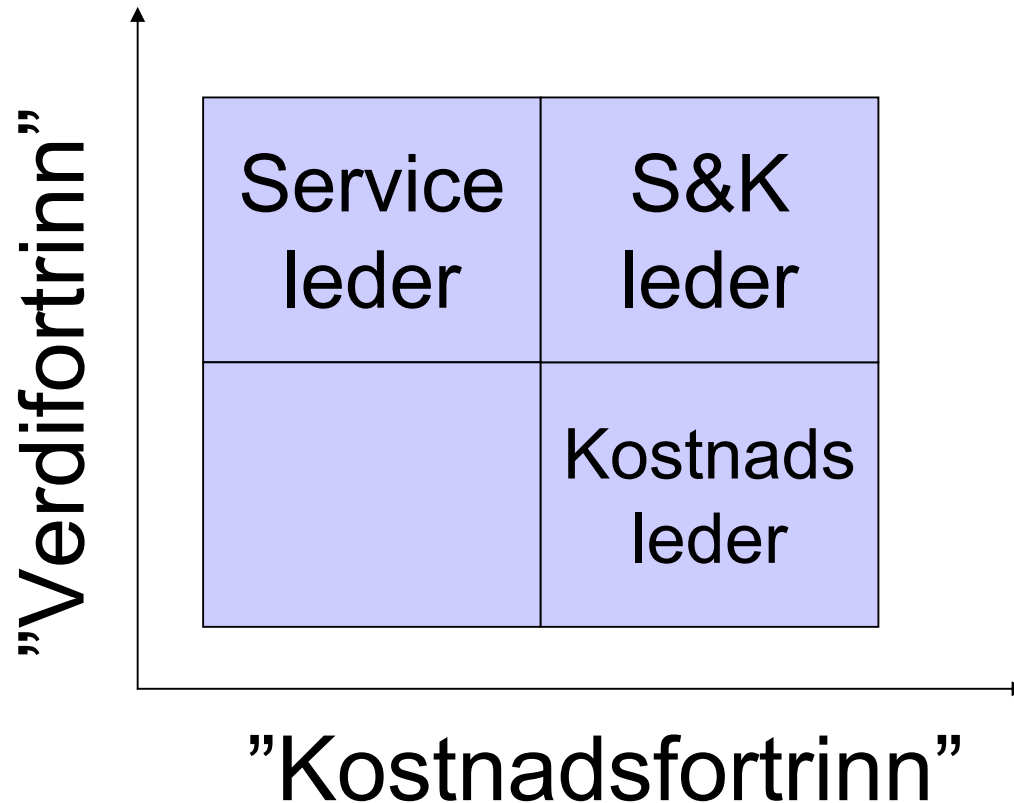 ”Verdifortrinn”
Service
leder
S&K
leder
Kostnads
leder
”Kostnadsfortrinn”